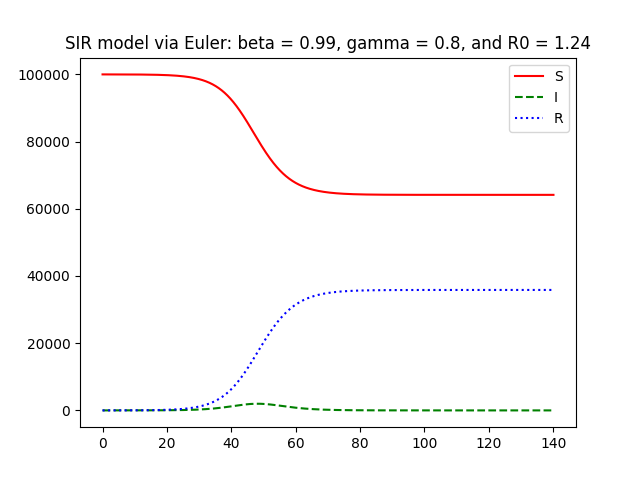 SIR model via Euler: beta = 0.99, gamma = 0.8, and R0 = 1.24
100000
80000
60000
40000
20000
0
S
I
R
0 20 40 60 80 100 120 140